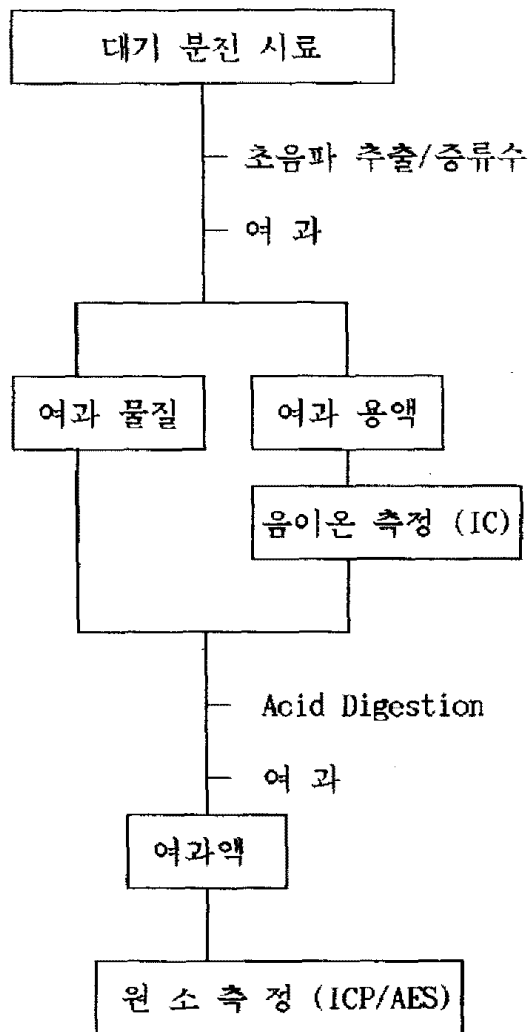 대기 분진 시료
초음파 추출/증류수
여 과
여과 물질
여과 용액
음이온 측정 (IC)
Acid Digestion
여 과
여과액
원 소 측 정 (ICP/AES)